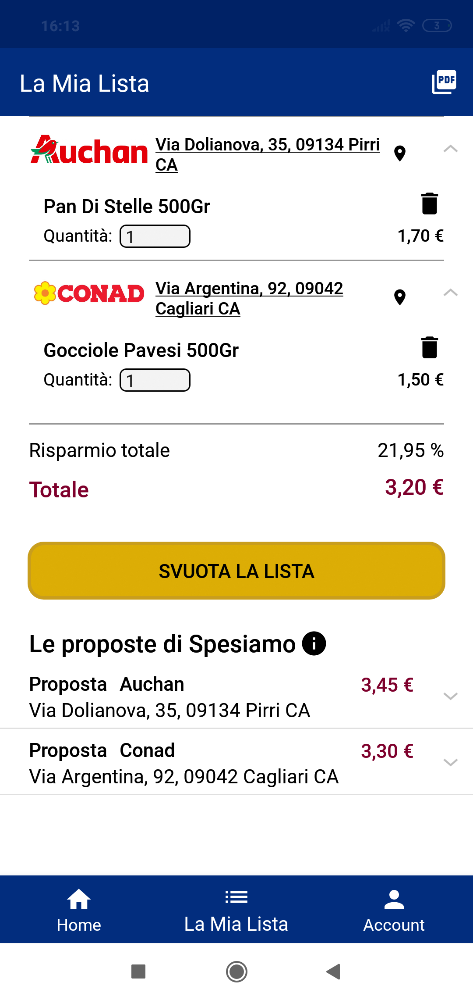 16:13
3
La Mia Lista
PDF
Auchan
Via Dolianova, 35, 09134 Pirri
CA
Pan Di Stelle 500Gr
Quantità: 1
1,70 €
CONAD
Via Argentina, 92, 09042
Cagliari CA
Gocciole Pavesi 500Gr
Quantità: 1
1,50 €
Risparmio totale 21,95 %
Totale 3,20 €
SVUOTA LA LISTA
Le proposte di Spesiamo
Proposta Auchan 3,45 €
Via Dolianova, 35, 09134 Pirri CA
Proposta Conad 3,30 €
Via Argentina, 92, 09042 Cagliari CA
Home La Mia Lista Account